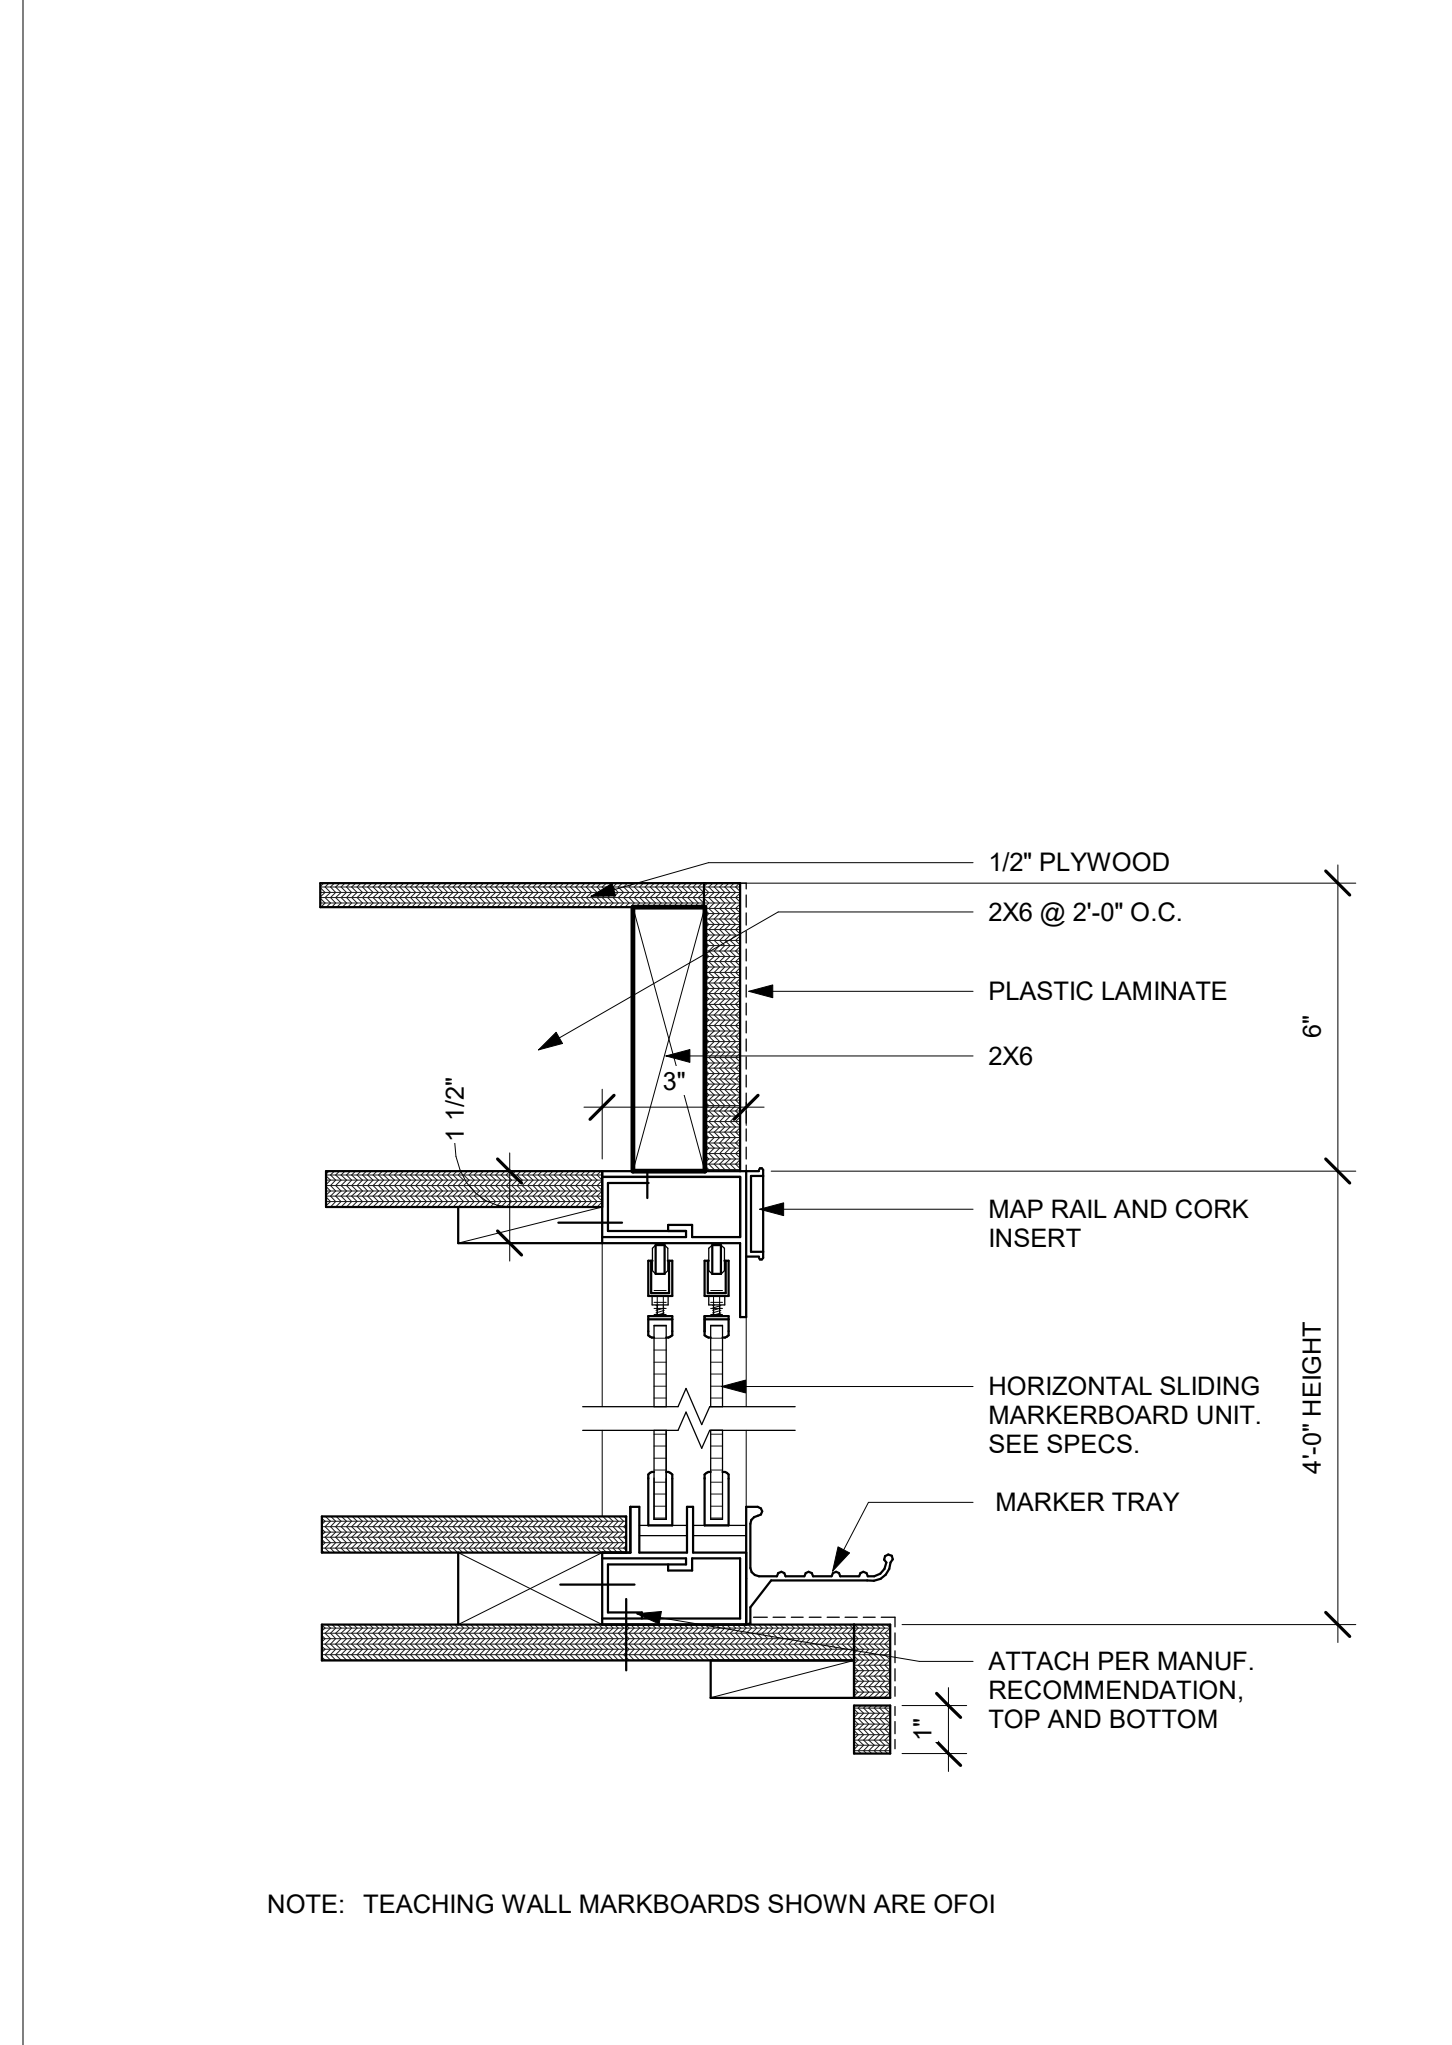 1/2" PLYWOOD
2X6 @ 2'-0" O.C.
PLASTIC LAMINATE
6"
2X6
3"
1 1/2"
MAP RAIL AND CORK
INSERT
4'-0" HEIGHT
HORIZONTAL SLIDING
MARKERBOARD UNIT.
SEE SPECS.
MARKER TRAY
ATTACH PER MANUF.
RECOMMENDATION,
TOP AND BOTTOM
1"
NOTE: TEACHING WALL MARKBOARDS SHOWN ARE OFOI